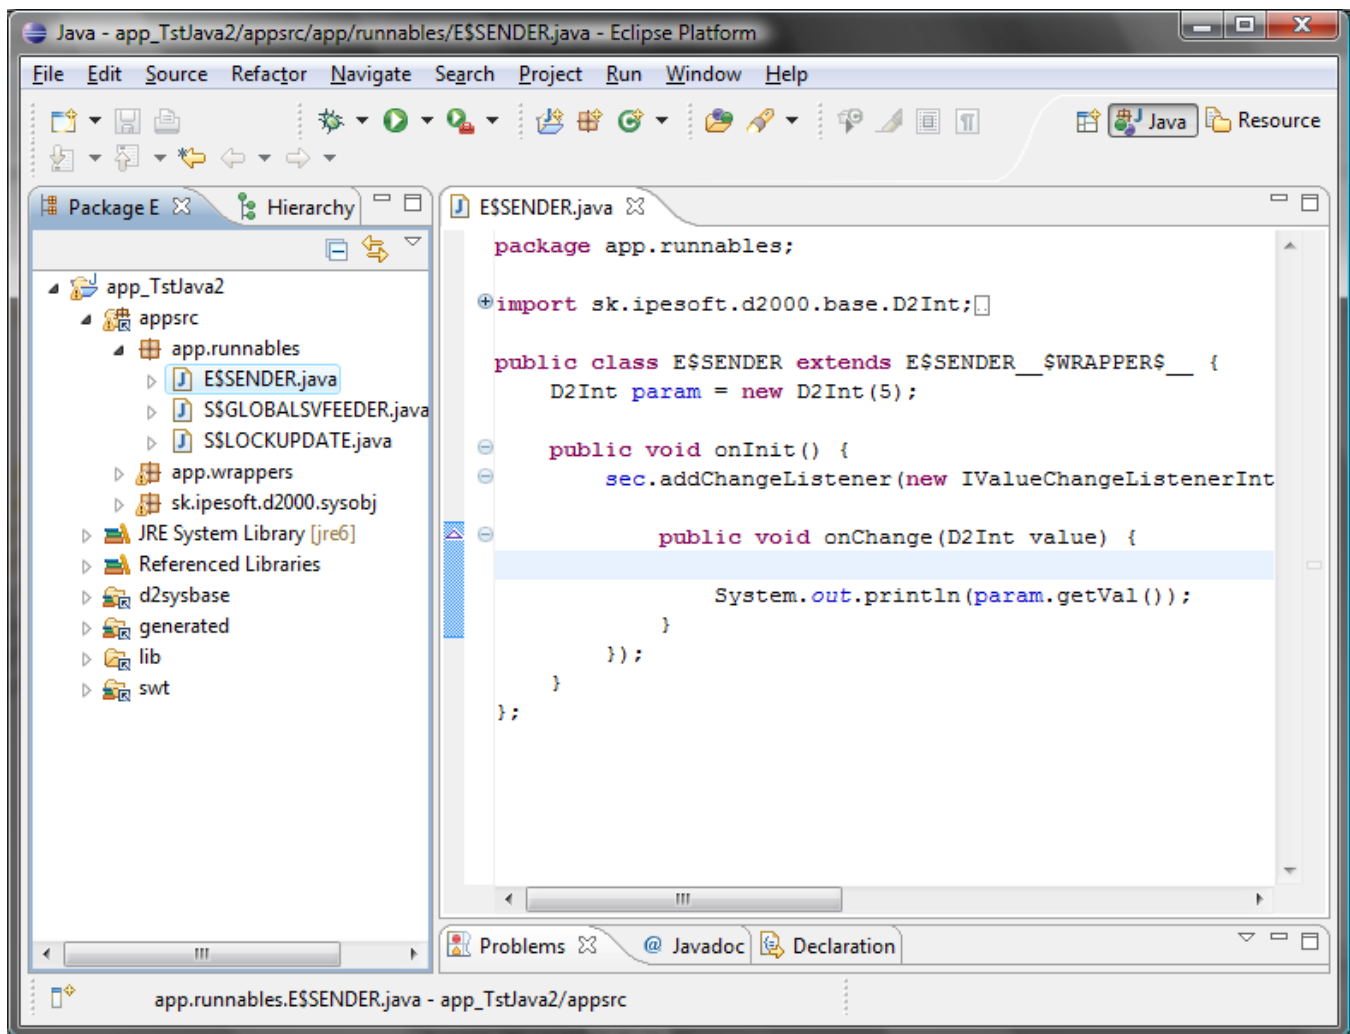 Java - app_TstJava2/appsrc/app/runnables/E$SENDER.java - Eclipse Platform
File Edit Source Refactor Navigate Search Project Run Window Help
Java Resource
Package E Hierarchy
app_TstJava2
appsrc
app.runnables
E$SENDER.java
S$GLOBALSVFEEDER.java
S$LOCKUPDATE.java
app.wrappers
sk.ipesoft.d2000.sysobj
JRE System Library [jre6]
Referenced Libraries
d2sysbase
generated
lib
swt
E$SENDER.java
package app.runnables;
import sk.ipesoft.d2000.base.D2Int;
public class E$SENDER extends E$SENDER__$WRAPPER$__ {
D2Int param = new D2Int(5);
public void onInit() {
sec.addChangeListener(new IValueChangeListenerInt
public void onChange(D2Int value) {
System.out.println(param.getVal());
}
});
}
};
Problems @ Javadoc Declaration
app.runnables.E$SENDER.java - app_TstJava2/appsrc